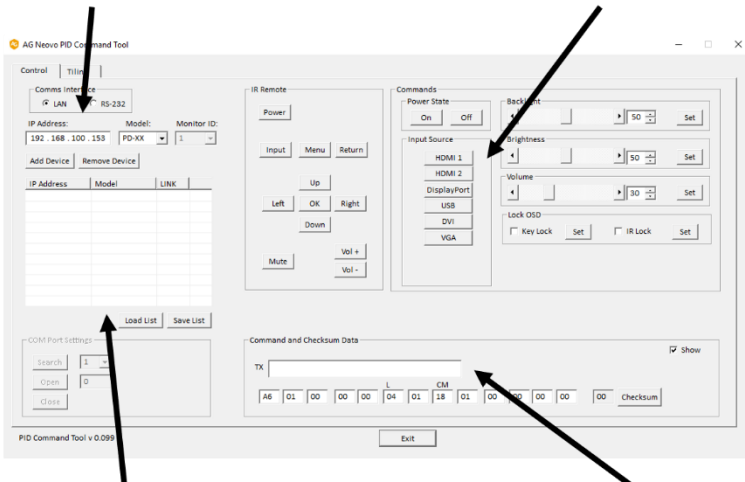 AG Neovo PID Command Tool
Control Tiling
Comms Interface
LAN RS-232
IP Address: Model: Monitor ID:
192 . 168 . 100 . 153 PD-XX 1
Add Device Remove Device
IP Address Model LINK
Load List Save List
COM Port Settings
Search 1
Open 0
Close
IR Remote
Power
Input Menu Return
Up
Left OK Right
Down
Mute Vol +
Vol -
Commands
Power State
On Off
Input Source
HDMI 1
HDMI 2
DisplayPort
USB
DVI
VGA
Backlight
50 Set
Brightness
50 Set
Volume
30 Set
Lock OSD
Key Lock Set IR Lock Set
Command and Checksum Data
Show
TX
L CM
A6 01 00 00 00 04 01 18 01 00 00 00 00 00 Checksum
PID Command Tool v 0.099
Exit